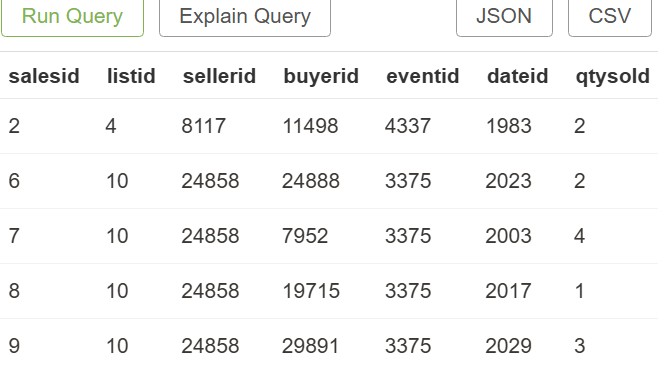 Run Query Explain Query JSON CSV
salesid listid sellerid buyerid eventid dateid qtysold
2 4 8117 11498 4337 1983 2
6 10 24858 24888 3375 2023 2
7 10 24858 7952 3375 2003 4
8 10 24858 19715 3375 2017 1
9 10 24858 29891 3375 2029 3